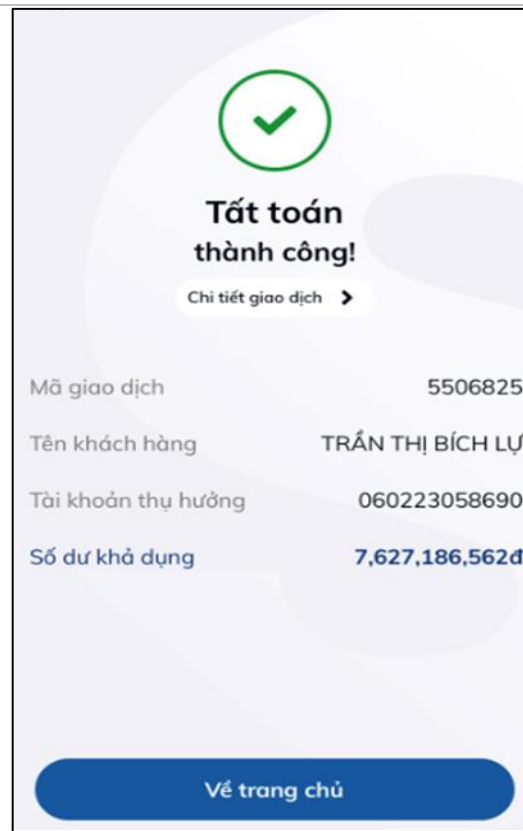 Tất toán
thành công!
Chi tiết giao dịch
Mã giao dịch 5506825
Tên khách hàng TRẦN THỊ BÍCH LỰ
Tài khoản thụ hưởng 060223058690
Số dư khả dụng 7,627,186,562đ
Về trang chủ